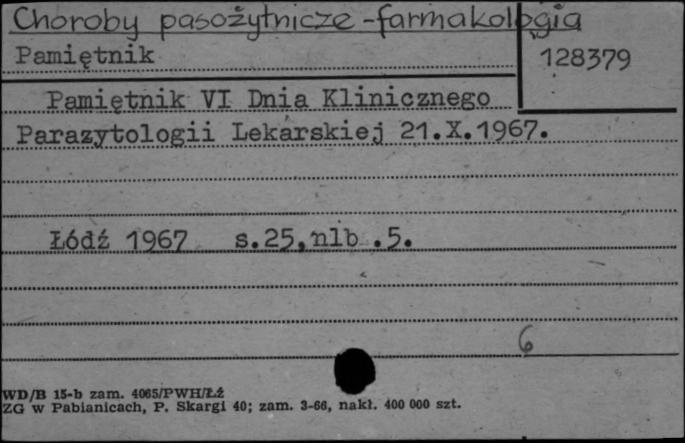 Choroby pasożytnicze - farmakologia
Pamiętnik
128379
Pamiętnik VI Dnia Klinicznego
Parazytologii Lekarskiej 21.X.1967.
Łódź 1967 s.25,nlb .5.
6
WD/B 15-b zam. 4065/PWH/Łź
ZG w Pabianicach, P. Skargi 40; zam. 3-66, nakł. 400 000 szt.